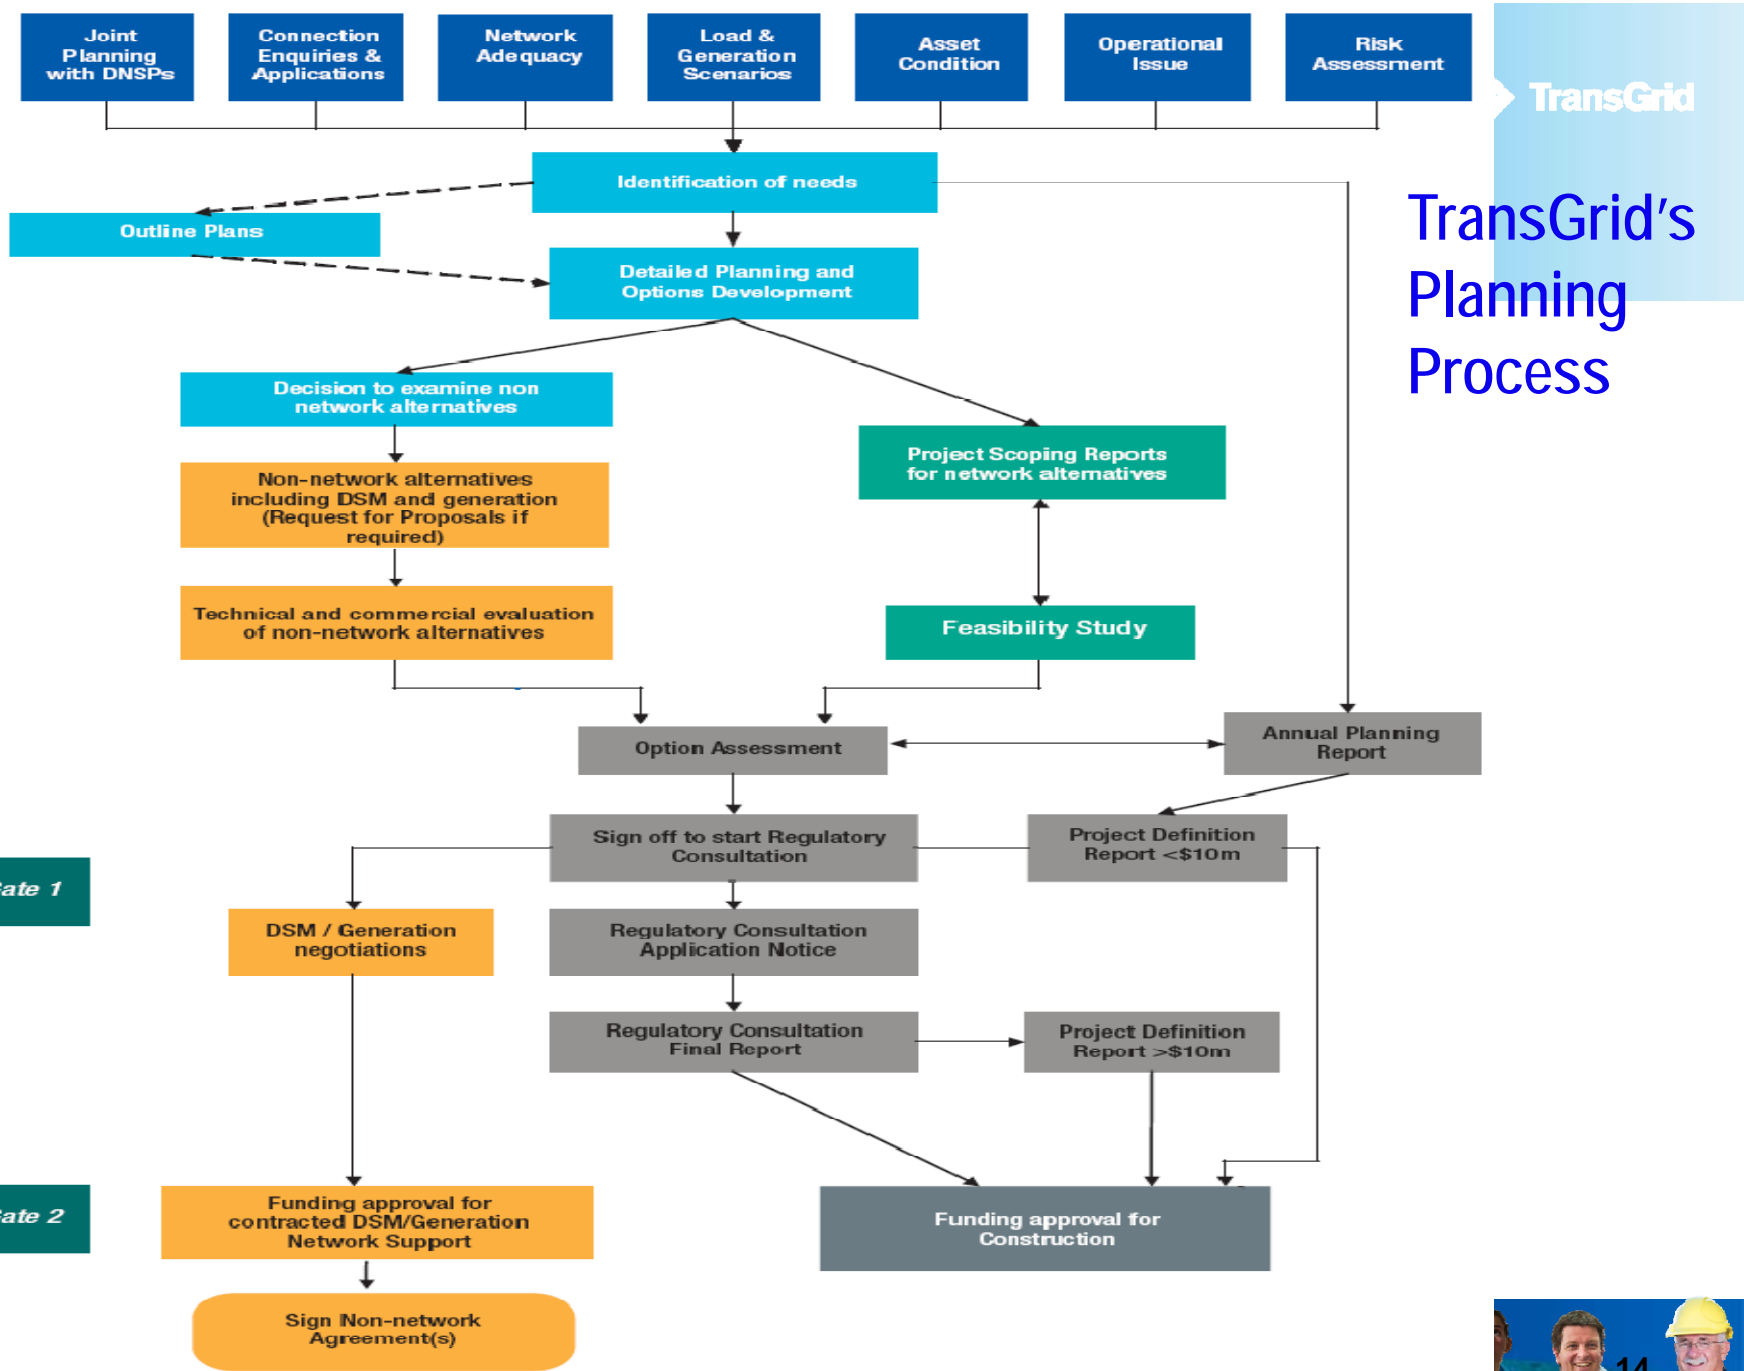 Joint
Planning
with DNSPs
Connection
Enquiries &
Applications
Network
Adequacy
Load &
Generation
Scenarios
Asset
Condition
Operational
Issue
Risk
Assessment
TransGrid
TransGrid's
Planning
Process
Identification of needs
Outline Plans
Detailed Planning and
Options Development
Decision to examine non
network alternatives
Project Scoping Reports
for network alternatives
Non-network alternatives
including DSM and generation
(Request for Proposals if
required)
Technical and commercial evaluation
of non-network alternatives
Feasibility Study
Option Assessment
Annual Planning
Report
Sign off to start Regulatory
Consultation
Project Definition
Report <$10m
ate 1
DSM / Generation
negotiations
Regulatory Consultation
Application Notice
Regulatory Consultation
Final Report
Project Definition
Report >$10m
ate 2
Funding approval for
contracted DSM/Generation
Network Support
Funding approval for
Construction
Sign Non-network
Agreement(s)
14